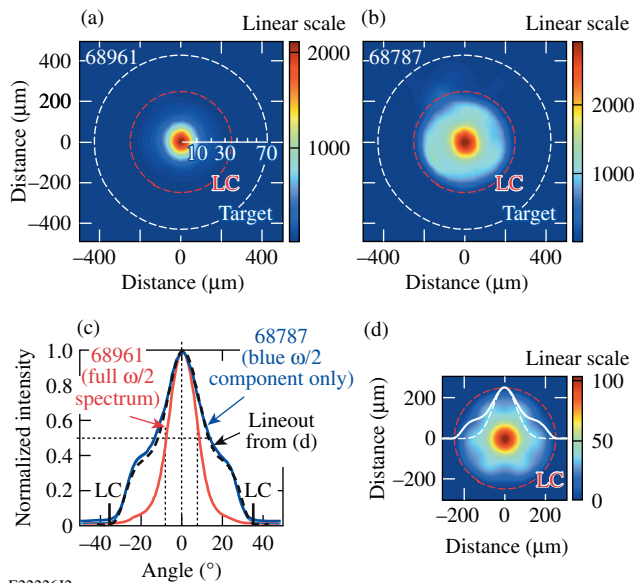 (a)
Linear scale
68961
2000
1000
400
200
0
−200
−400
Distance (µm)
10 30 70
LC
Target
−400 0 400
Distance (µm)
(b)
Linear scale
68787
2000
1000
LC
Target
−400 0 400
Distance (µm)
(c)
68961
(full ω/2
spectrum)
68787
(blue ω/2
component only)
Lineout
from (d)
1.0
0.8
0.6
0.4
0.2
0
Normalized intensity
LC
LC
−40 −20 0 20 40
Angle (°)
(d)
Linear scale
100
50
0
200
0
−200
Distance (µm)
LC
−200 0 200
Distance (µm)